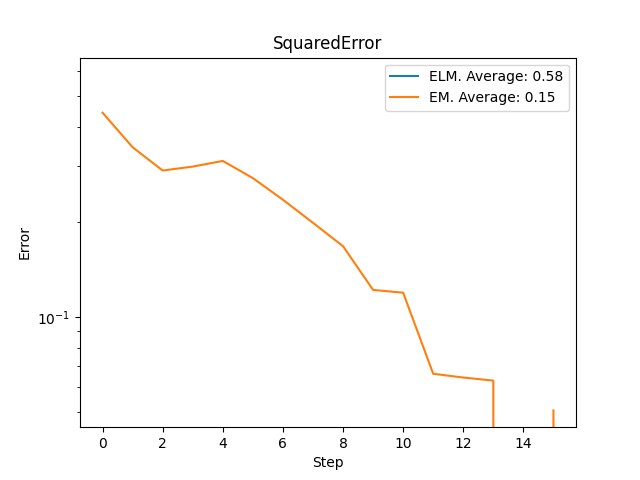 SquaredError
ELM. Average: 0.58
EM. Average: 0.15
Error
10⁻¹
0 2 4 6 8 10 12 14
Step